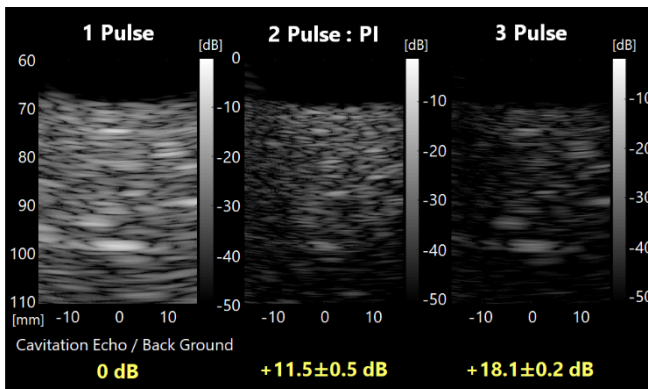 1 Pulse 2 Pulse : PI 3 Pulse
[dB] [dB] [dB]
60 0 0
70 -10 -10 -10
80 -20 -20 -20
90 -30 -30 -30
100 -40 -40 -40
110 -50 -50 -50
[mm] -10 0 10 -10 0 10 -10 0 10
Cavitation Echo / Back Ground
0 dB +11.5±0.5 dB +18.1±0.2 dB